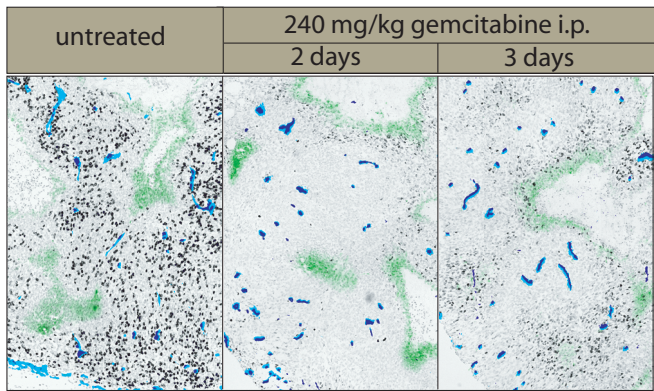 untreated
240 mg/kg gemcitabine i.p.
2 days
3 days